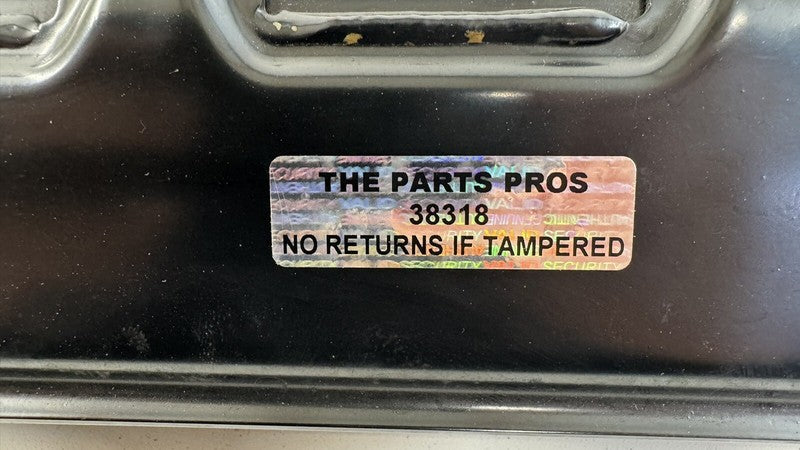 THE PARTS PROS
38318
NO RETURNS IF TAMPERED